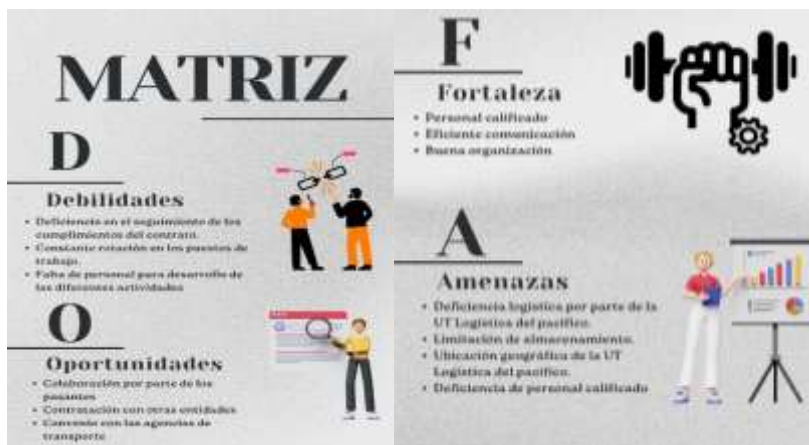 MATRIZ
D
Debilidades
• Deficiencia en el seguimiento de los
cumplimientos del contrato.
• Constante rotación en los puestos de
trabajo.
• Falta de personal para desarrollo de
las diferentes actividades
O
Oportunidades
• Colaboración por parte de los
pasantes
• Contratación con otras entidades
• Convenio con las agencias de
transporte
F
Fortaleza
• Personal calificado
• Eficiente comunicación
• Buena organización
A
Amenazas
• Deficiencia logística por parte de la
UT Logística del pacifico.
• Limitación de almacenamiento.
• Ubicación geográfica de la UT
Logística del pacifico.
• Deficiencia de personal calificado